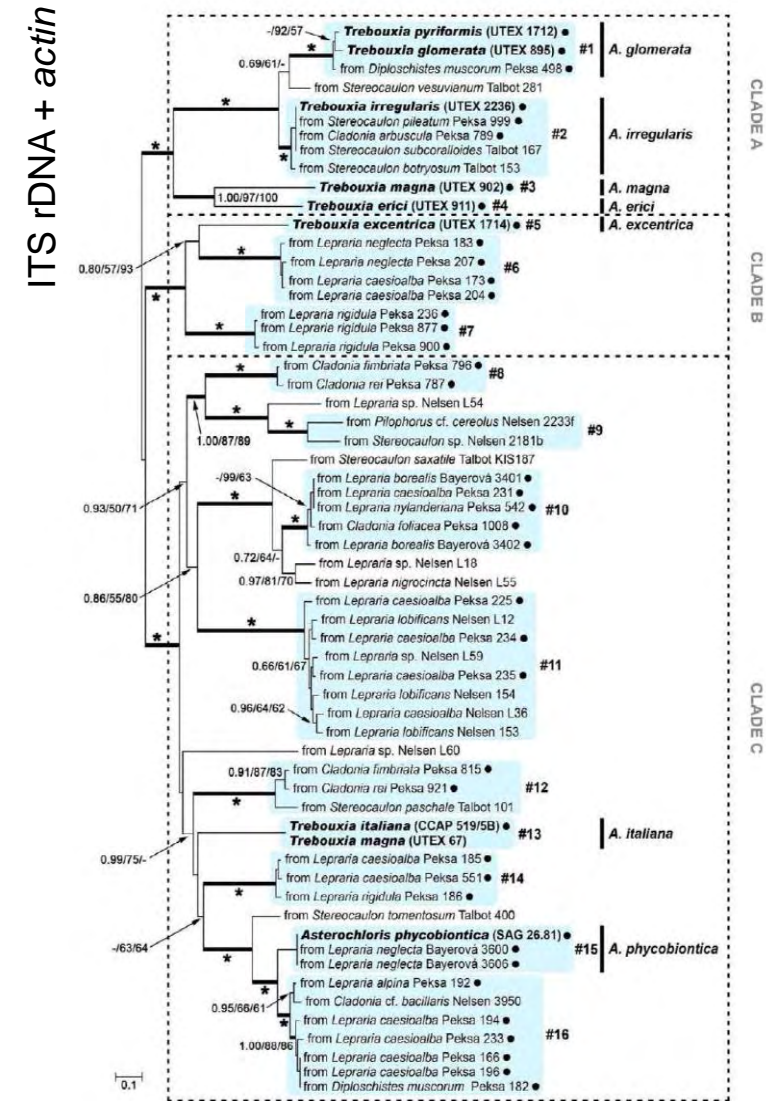 ITS rDNA + actin
-/92/57
Trebouxia pyriformis (UTEX 1712)
Trebouxia glomerata (UTEX 895)
#1
A. glomerata
from Diploschistes muscorum Peksa 498
0.69/61/-
from Stereocaulon vesuvianum Talbot 281
Trebouxia irregularis (UTEX 2236)
from Stereocaulon pileatum Peksa 999
from Cladonia arbuscula Peksa 789
#2
A. irregularis
from Stereocaulon subcoralloides Talbot 167
from Stereocaulon botryosum Talbot 153
Trebouxia magna (UTEX 902)
#3
A. magna
1.00/97/100
Trebouxia erici (UTEX 911)
#4
A. erici
CLADE A
Trebouxia excentrica (UTEX 1714)
#5
A. excentrica
from Lepraria neglecta Peksa 183
from Lepraria neglecta Peksa 207
#6
0.80/57/93
from Lepraria caesioalba Peksa 173
from Lepraria caesioalba Peksa 204
from Lepraria rigidula Peksa 236
from Lepraria rigidula Peksa 877
#7
from Lepraria rigidula Peksa 900
CLADE B
from Cladonia fimbriata Peksa 796
#8
from Cladonia rei Peksa 787
from Lepraria sp. Nelsen L54
from Pilophorus cf. cereolus Nelsen 2233f
#9
1.00/87/89
from Stereocaulon sp. Nelsen 2181b
from Stereocaulon saxatile Talbot KIS187
-/99/63
from Lepraria borealis Bayerová 3401
from Lepraria caesioalba Peksa 231
0.93/50/71
from Lepraria nylanderiana Peksa 542
#10
from Cladonia foliacea Peksa 1008
from Lepraria borealis Bayerová 3402
0.72/64/-
from Lepraria sp. Nelsen L18
0.97/81/70
from Lepraria nigrocincta Nelsen L55
0.86/55/80
from Lepraria caesioalba Peksa 225
from Lepraria lobificans Nelsen L12
from Lepraria caesioalba Peksa 234
from Lepraria sp. Nelsen L59
#11
0.66/61/67
from Lepraria caesioalba Peksa 235
from Lepraria lobificans Nelsen 154
0.96/64/62
from Lepraria caesioalba Nelsen L36
from Lepraria lobificans Nelsen 153
CLADE C
from Lepraria sp. Nelsen L60
0.91/87/83
from Cladonia fimbriata Peksa 815
from Cladonia rei Peksa 921
#12
from Stereocaulon paschale Talbot 101
Trebouxia italiana (CCAP 519/5B)
#13
A. italiana
Trebouxia magna (UTEX 67)
0.99/75/-
from Lepraria caesioalba Peksa 185
from Lepraria caesioalba Peksa 551
#14
from Lepraria rigidula Peksa 186
from Stereocaulon tomentosum Talbot 400
-/63/64
Asterochloris phycobiontica (SAG 26.81)
from Lepraria neglecta Bayerová 3600
#15
A. phycobiontica
from Lepraria neglecta Bayerová 3606
from Lepraria alpina Peksa 192
0.95/66/61
from Cladonia cf. bacillaris Nelsen 3950
from Lepraria caesioalba Peksa 194
from Lepraria caesioalba Peksa 233
#16
1.00/88/86
from Lepraria caesioalba Peksa 166
from Lepraria caesioalba Peksa 196
from Diploschistes muscorum Peksa 182
0.1